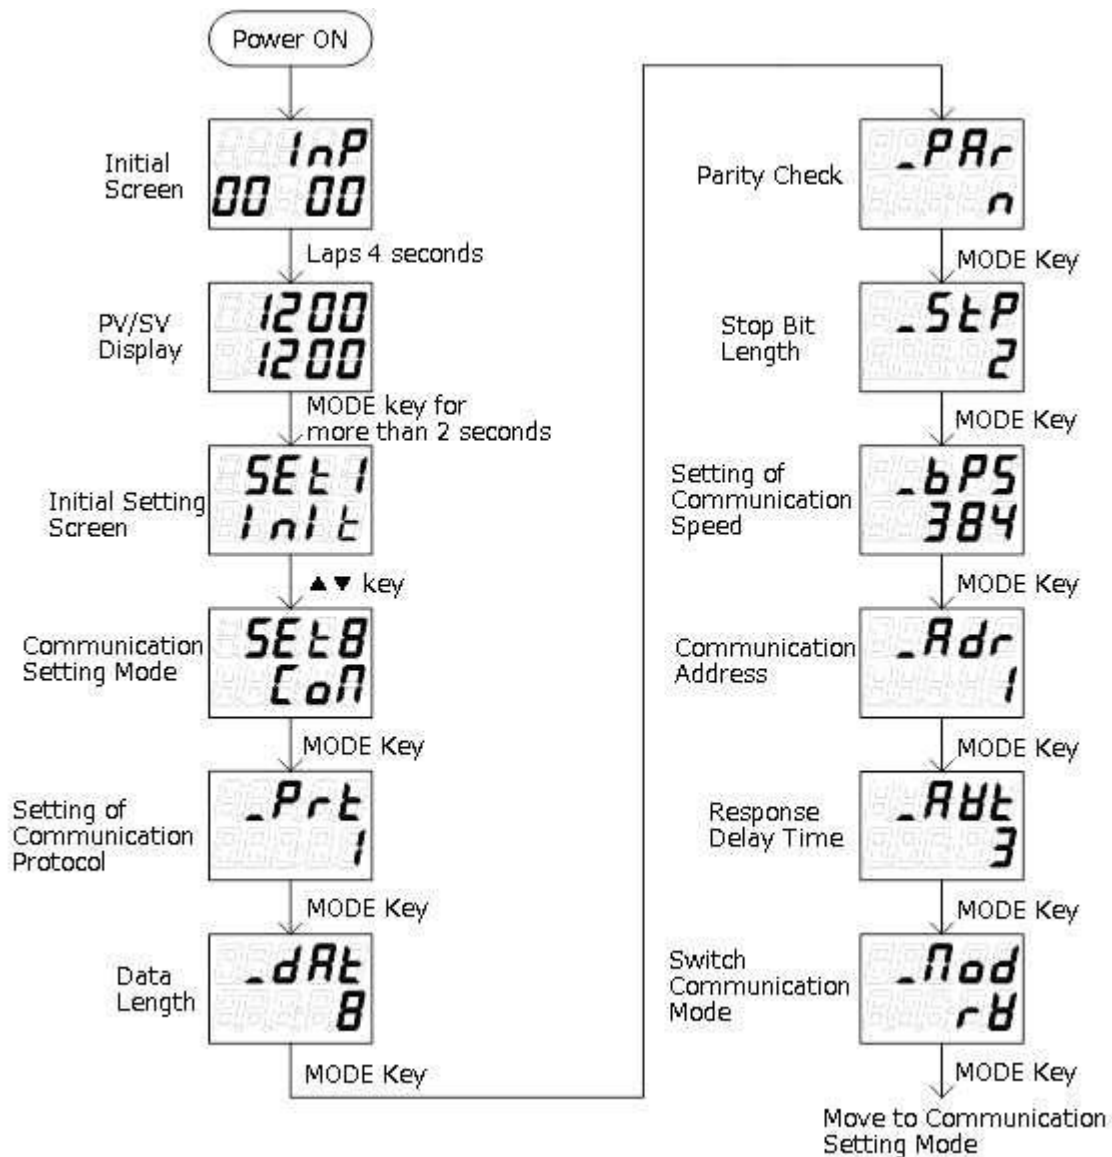 Power ON
Initial
Screen
InP
00 00
Laps 4 seconds
PV/SV
Display
1200
1200
MODE key for
more than 2 seconds
Initial Setting
Screen
SEt1
InIt
▲▼ key
Communication
Setting Mode
SEt8
CoM
MODE Key
Setting of
Communication
Protocol
_Prt
1
MODE Key
Data
Length
_dAt
8
MODE Key
Parity Check
_PAr
n
MODE Key
Stop Bit
Length
_StP
2
MODE Key
Setting of
Communication
Speed
_bPS
384
MODE Key
Communication
Address
_Adr
1
MODE Key
Response
Delay Time
_AWt
3
MODE Key
Switch
Communication
Mode
_Mod
rW
MODE Key
Move to Communication
Setting Mode